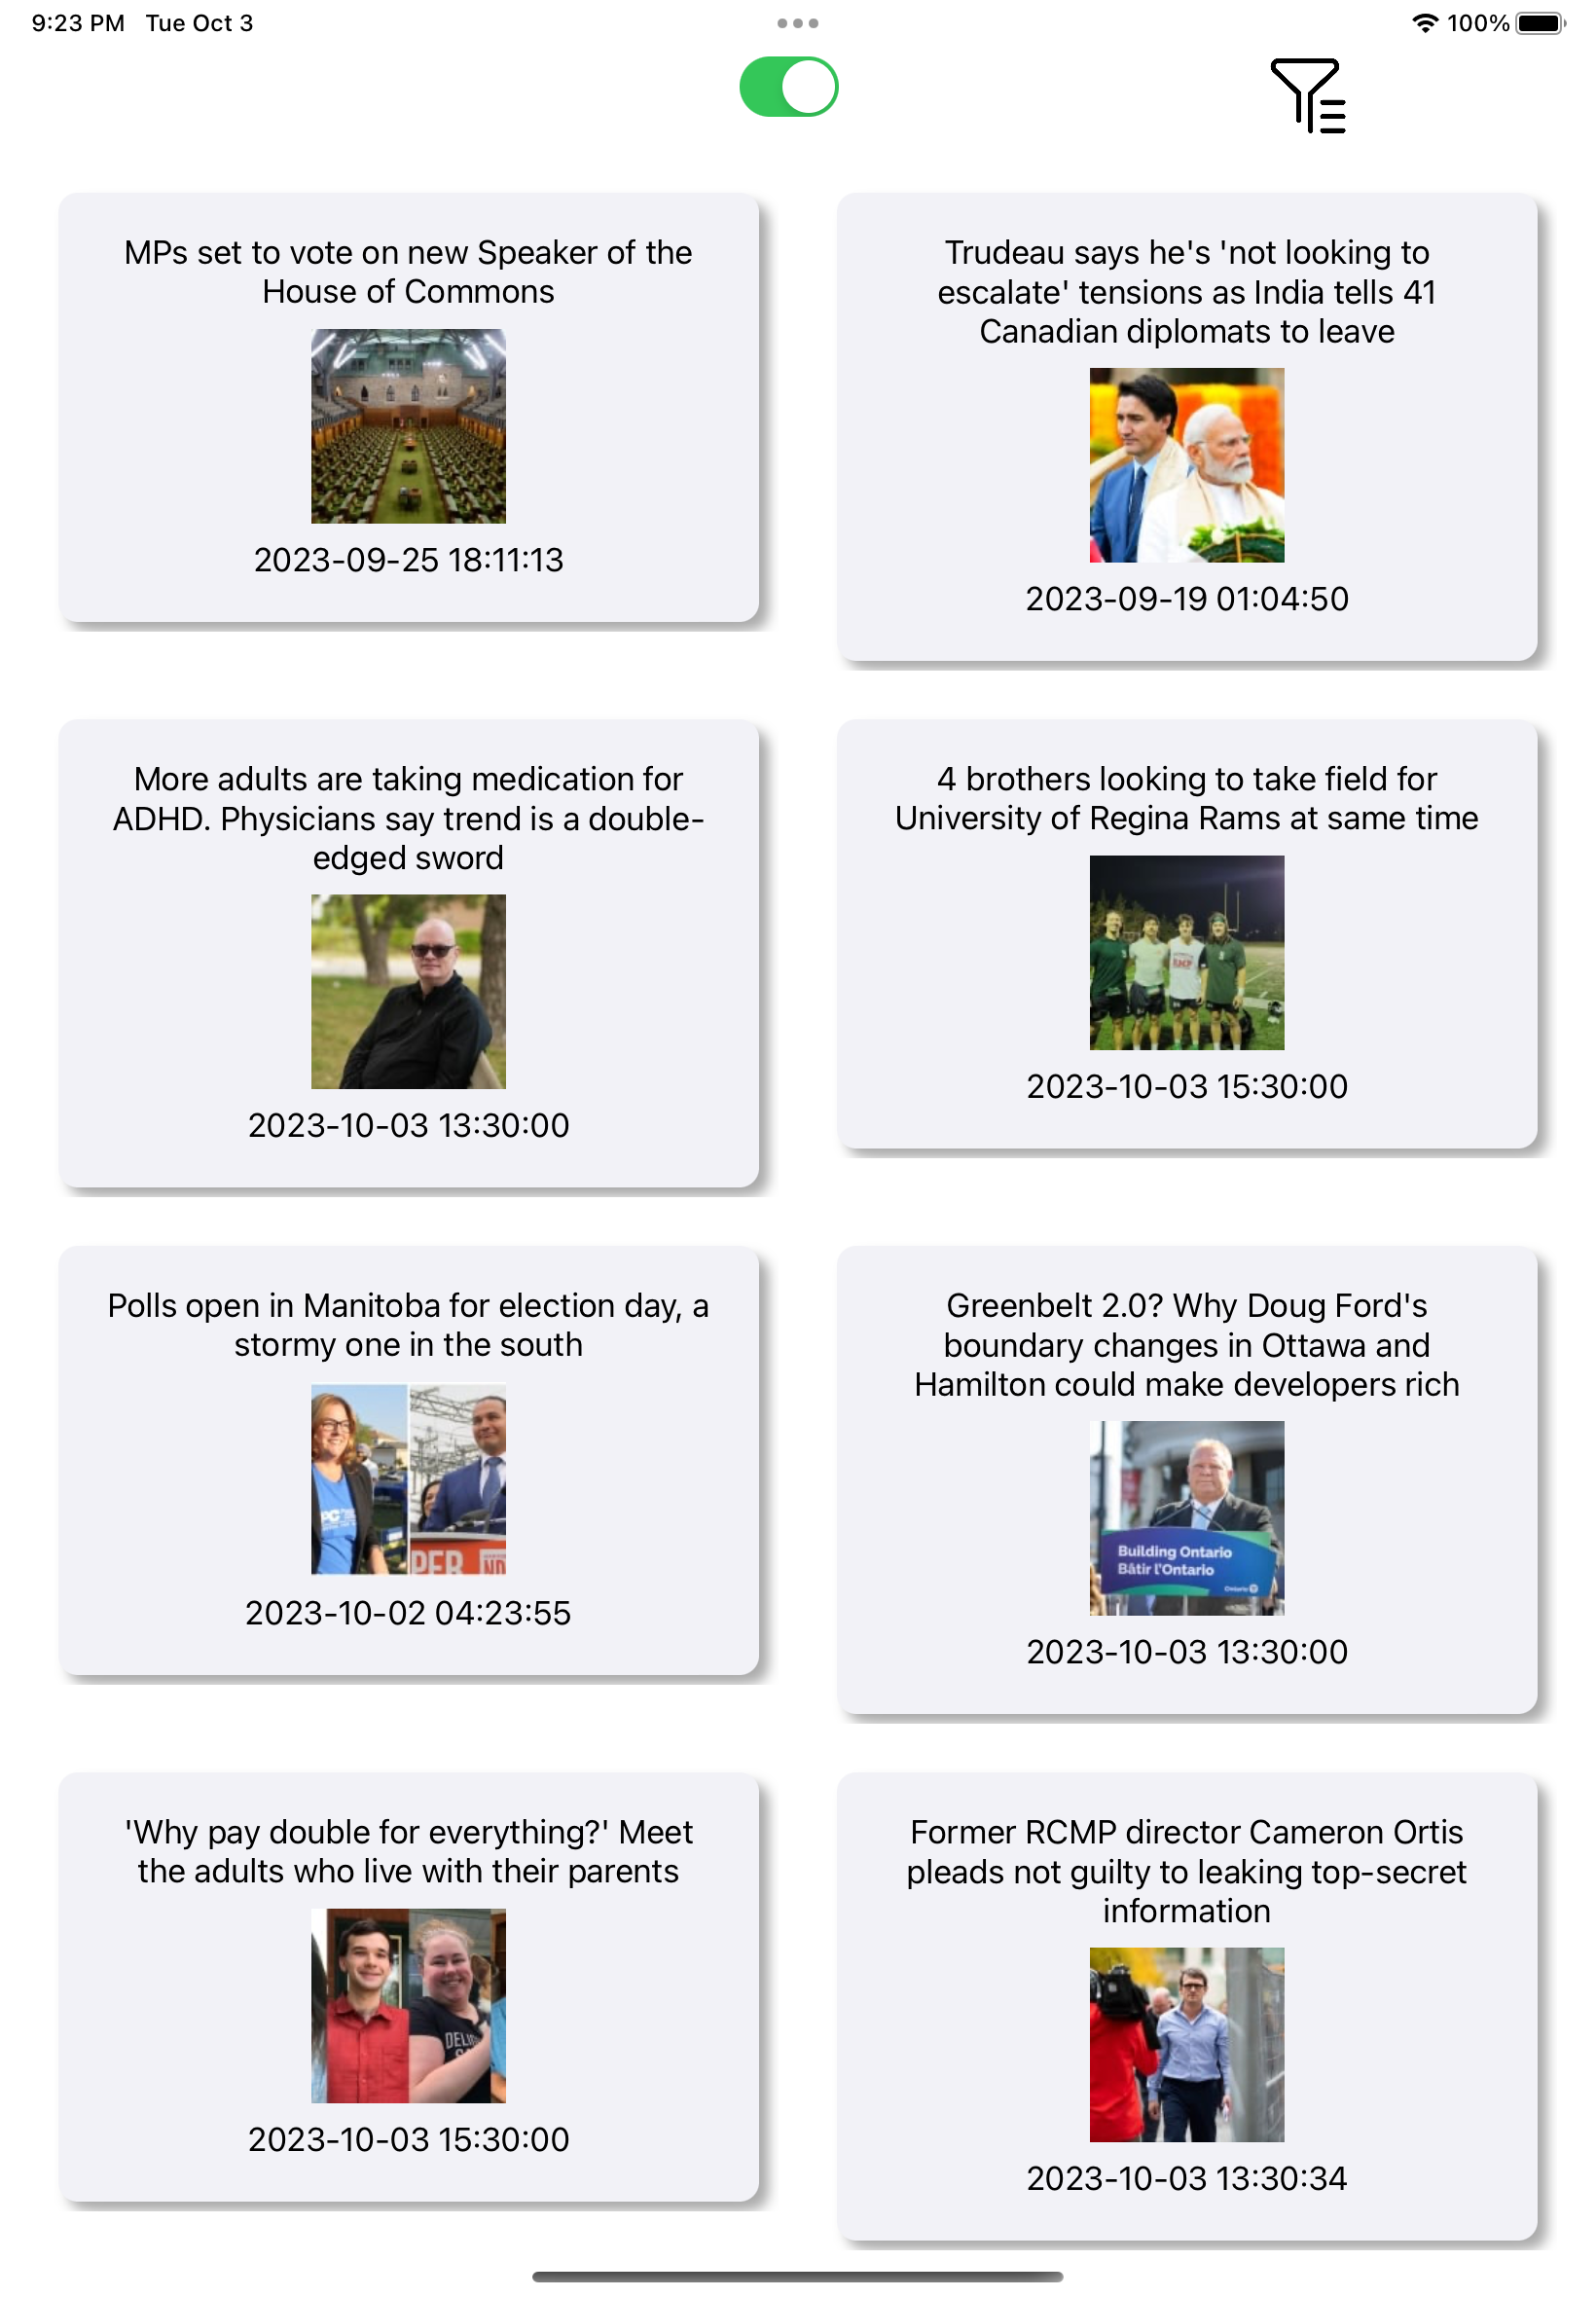 9:23 PM Tue Oct 3
100%
MPs set to vote on new Speaker of the
House of Commons
2023-09-25 18:11:13
Trudeau says he's 'not looking to
escalate' tensions as India tells 41
Canadian diplomats to leave
2023-09-19 01:04:50
More adults are taking medication for
ADHD. Physicians say trend is a double-
edged sword
2023-10-03 13:30:00
4 brothers looking to take field for
University of Regina Rams at same time
2023-10-03 15:30:00
Polls open in Manitoba for election day, a
stormy one in the south
PC
PER
ND
2023-10-02 04:23:55
Greenbelt 2.0? Why Doug Ford's
boundary changes in Ottawa and
Hamilton could make developers rich
Building Ontario
Bâtir l'Ontario
Ontario
2023-10-03 13:30:00
'Why pay double for everything?' Meet
the adults who live with their parents
2023-10-03 15:30:00
Former RCMP director Cameron Ortis
pleads not guilty to leaking top-secret
information
2023-10-03 13:30:34